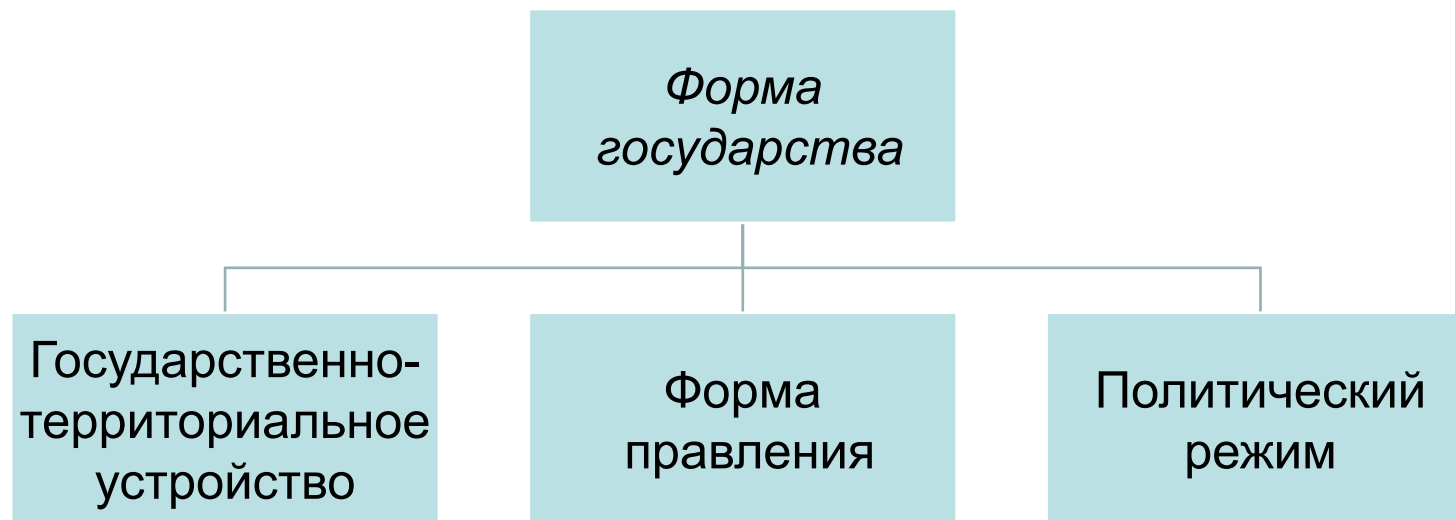 Форма
государства
Государственно-
территориальное
устройство
Форма
правления
Политический
режим